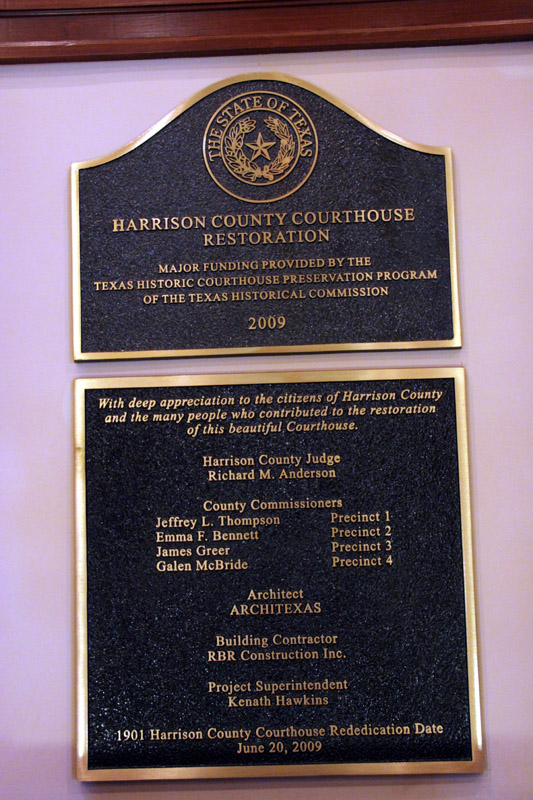 THE STATE OF TEXAS
HARRISON COUNTY COURTHOUSE
RESTORATION
MAJOR FUNDING PROVIDED BY THE
TEXAS HISTORIC COURTHOUSE PRESERVATION PROGRAM
OF THE TEXAS HISTORICAL COMMISSION
2009
With deep appreciation to the citizens of Harrison County
and the many people who contributed to the restoration
of this beautiful Courthouse.
Harrison County Judge
Richard M. Anderson
County Commissioners
Jeffrey L. Thompson Precinct 1
Emma F. Bennett Precinct 2
James Greer Precinct 3
Galen McBride Precinct 4
Architect
ARCHITEXAS
Building Contractor
RBR Construction Inc.
Project Superintendent
Kenath Hawkins
1901 Harrison County Courthouse Rededication Date
June 20, 2009